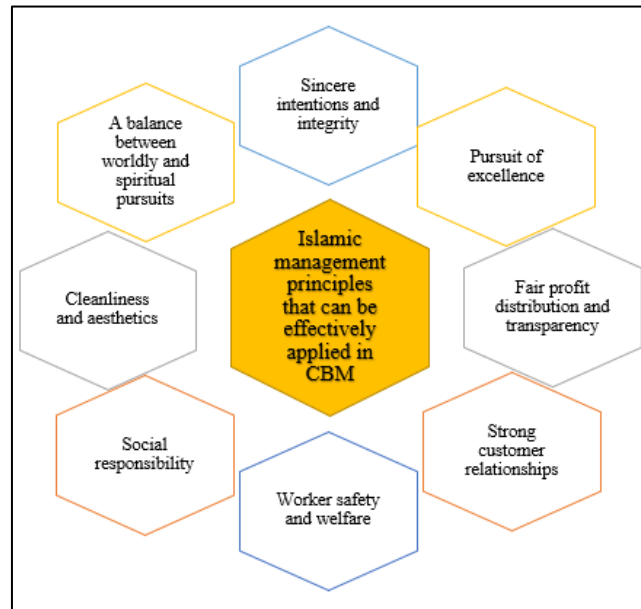 Sincere
intentions and
integrity
Pursuit of
excellence
Fair profit
distribution and
transparency
Strong
customer
relationships
Worker safety
and welfare
Social
responsibility
Cleanliness
and aesthetics
A balance
between
worldly and
spiritual
pursuits
Islamic
management
principles
that can be
effectively
applied in
CBM